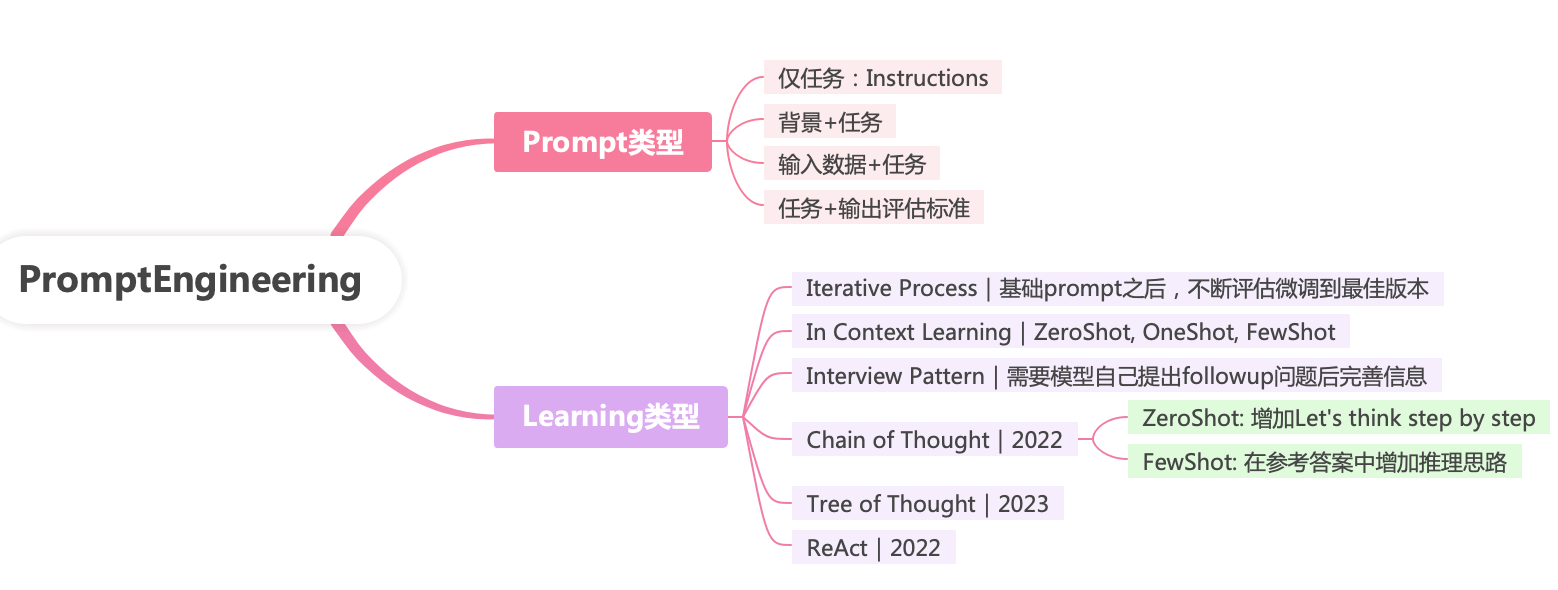 PromptEngineering
Prompt类型
仅任务：Instructions
背景+任务
输入数据+任务
任务+输出评估标准
Learning类型
Iterative Process | 基础prompt之后，不断评估微调到最佳版本
In Context Learning | ZeroShot, OneShot, FewShot
Interview Pattern | 需要模型自己提出followup问题后完善信息
Chain of Thought | 2022
ZeroShot: 增加Let's think step by step
FewShot: 在参考答案中增加推理思路
Tree of Thought | 2023
ReAct | 2022